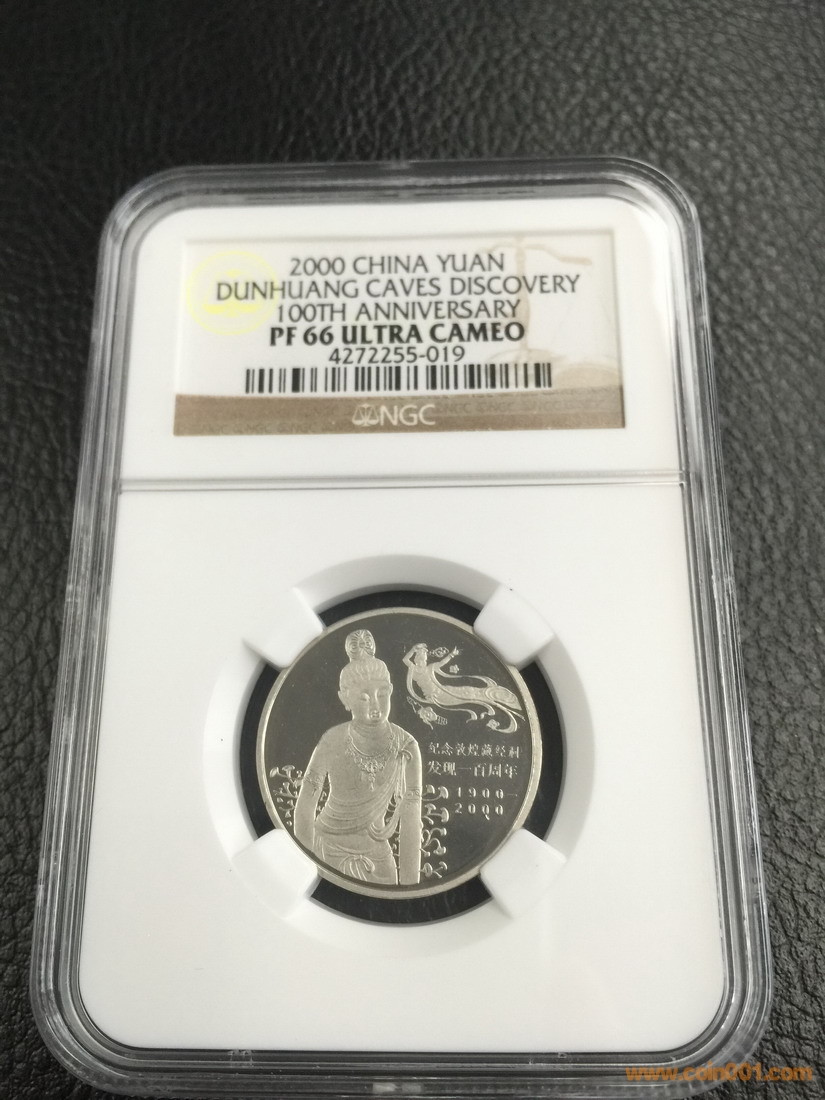 2000 CHINA YUAN
DUNHUANG CAVES DISCOVERY
100TH ANNIVERSARY
PF 66 ULTRA CAMEO
4272255-019
NGC
纪念敦煌藏经洞
发现一百周年
1900—
2000
www.coin001.com